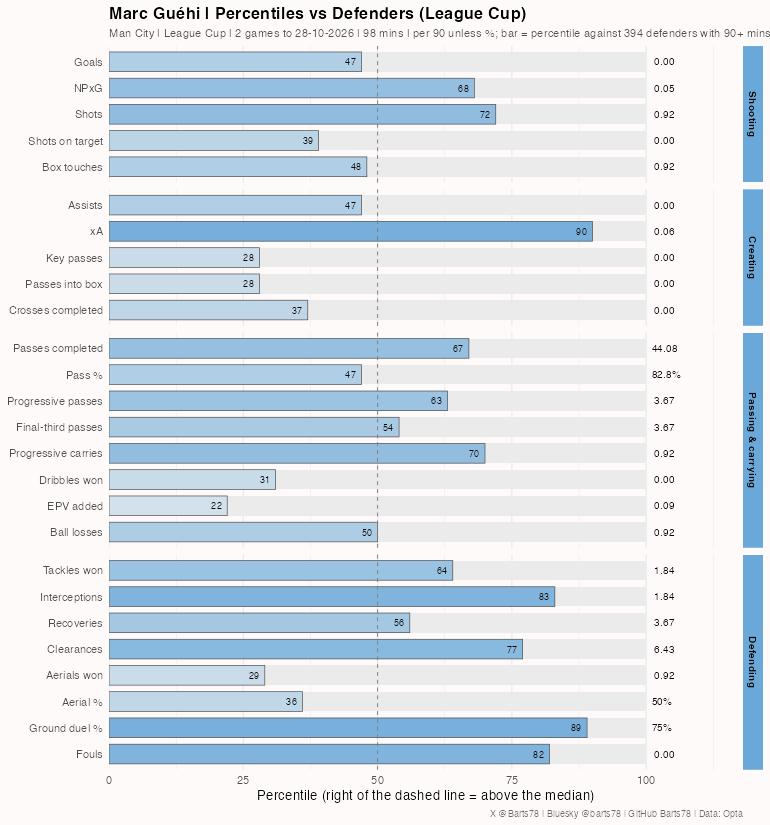 Marc Guéhi | Percentiles vs Defenders (League Cup)
Man City | League Cup | 2 games to 28-10-2026 | 98 mins | per 90 unless %; bar = percentile against 394 defenders with 90+ mins
Goals 47 0.00
NPxG 68 0.05
Shots 72 0.92
Shots on target 39 0.00
Box touches 48 0.92
Shooting
Assists 47 0.00
xA 90 0.06
Key passes 28 0.00
Passes into box 28 0.00
Crosses completed 37 0.00
Creating
Passes completed 67 44.08
Pass % 47 82.8%
Progressive passes 63 3.67
Final-third passes 54 3.67
Progressive carries 70 0.92
Dribbles won 31 0.00
EPV added 22 0.09
Ball losses 50 0.92
Passing & carrying
Tackles won 64 1.84
Interceptions 83 1.84
Recoveries 56 3.67
Clearances 77 6.43
Aerials won 29 0.92
Aerial % 36 50%
Ground duel % 89 75%
Fouls 82 0.00
Defending
0 25 50 75 100
Percentile (right of the dashed line = above the median)
X @Barts78 | Bluesky @barts78 | GitHub Barts78 | Data: Opta